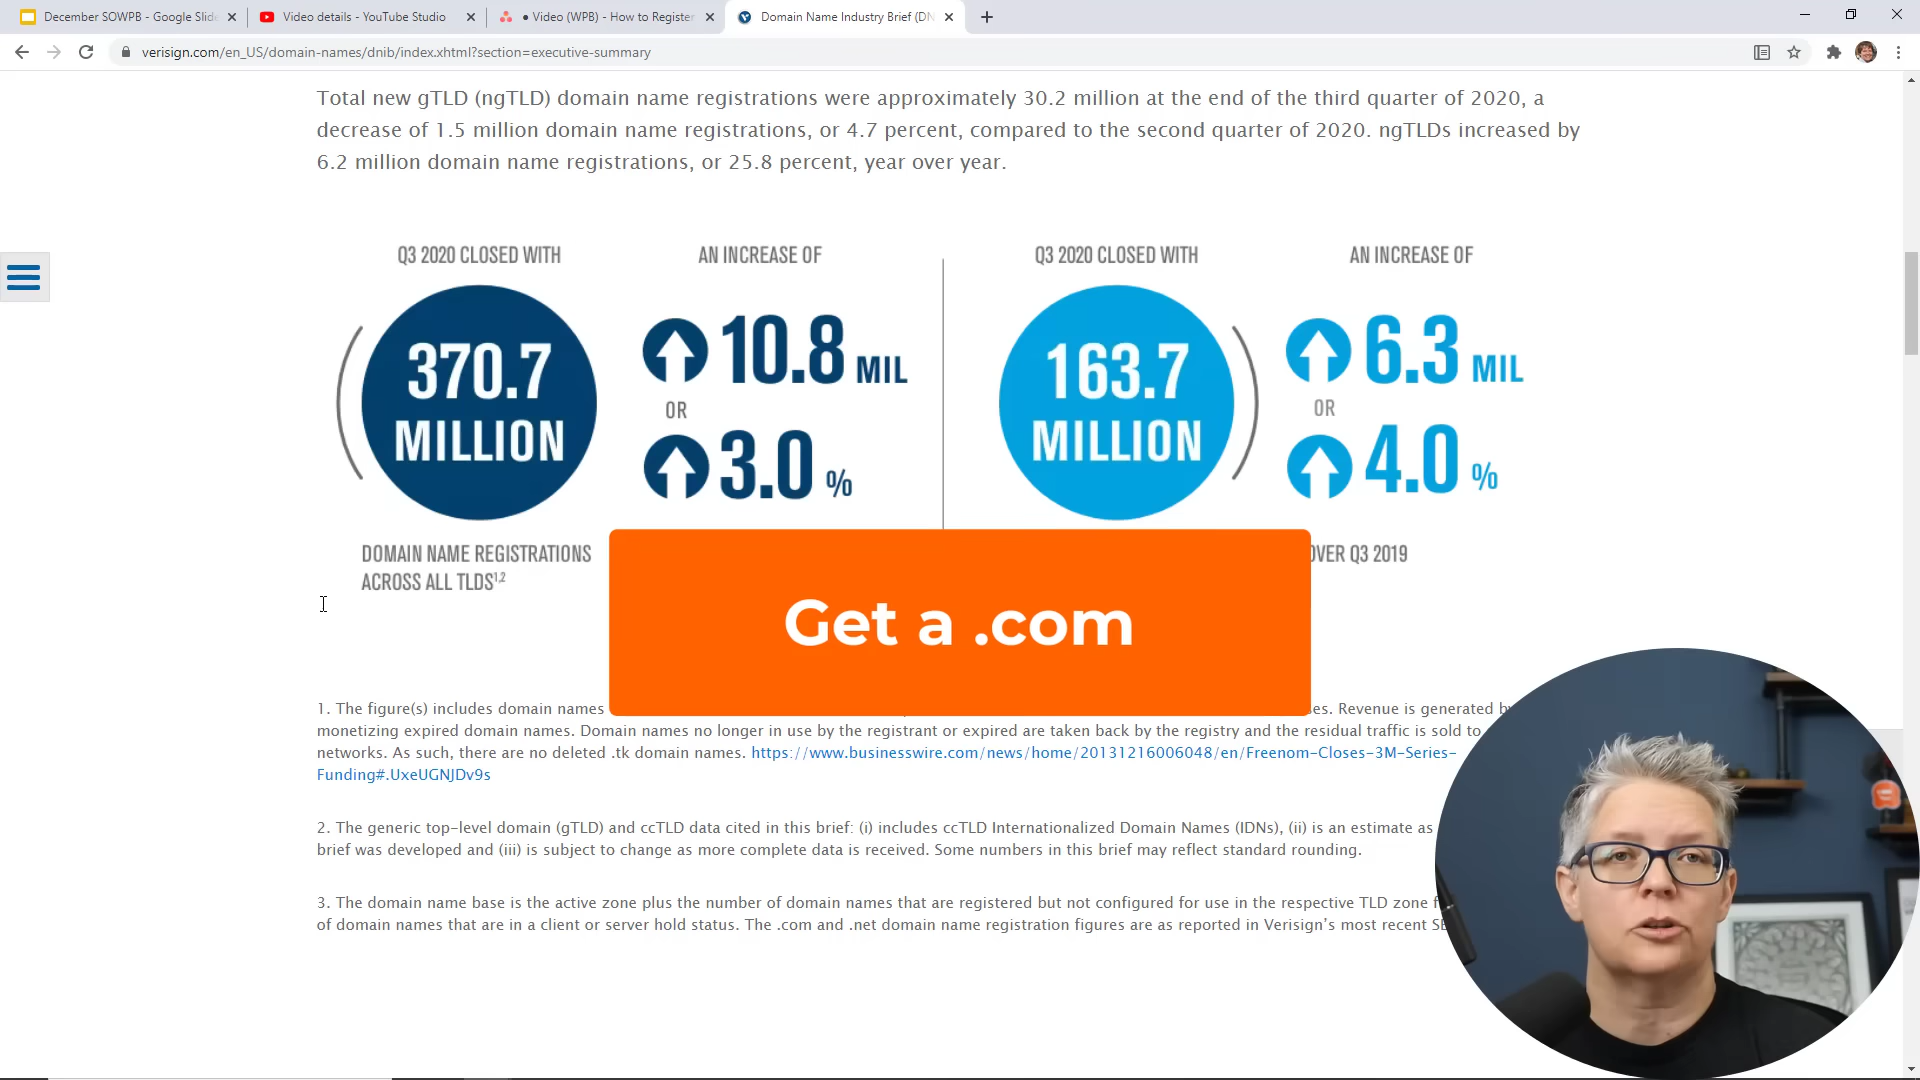 December SOWPB - Google Slide
Video details - YouTube Studio
• Video (WPB) - How to Register
Domain Name Industry Brief (DN
verisign.com/en_US/domain-names/dnib/index.xhtml?section=executive-summary
Total new gTLD (ngTLD) domain name registrations were approximately 30.2 million at the end of the third quarter of 2020, a
decrease of 1.5 million domain name registrations, or 4.7 percent, compared to the second quarter of 2020. ngTLDs increased by
6.2 million domain name registrations, or 25.8 percent, year over year.
Q3 2020 CLOSED WITH
370.7
MILLION
DOMAIN NAME REGISTRATIONS
ACROSS ALL TLDS1,2
AN INCREASE OF
10.8 MIL
OR
3.0 %
Q3 2020 CLOSED WITH
163.7
MILLION
AN INCREASE OF
6.3 MIL
OR
4.0 %
OVER Q3 2019
Get a .com
1. The figure(s) includes domain names
es. Revenue is generated by
monetizing expired domain names. Domain names no longer in use by the registrant or expired are taken back by the registry and the residual traffic is sold to
networks. As such, there are no deleted .tk domain names. https://www.businesswire.com/news/home/20131216006048/en/Freenom-Closes-3M-Series-
Funding#.UxeUGNJDv9s
2. The generic top-level domain (gTLD) and ccTLD data cited in this brief: (i) includes ccTLD Internationalized Domain Names (IDNs), (ii) is an estimate as
brief was developed and (iii) is subject to change as more complete data is received. Some numbers in this brief may reflect standard rounding.
3. The domain name base is the active zone plus the number of domain names that are registered but not configured for use in the respective TLD zone
of domain names that are in a client or server hold status. The .com and .net domain name registration figures are as reported in Verisign's most recent